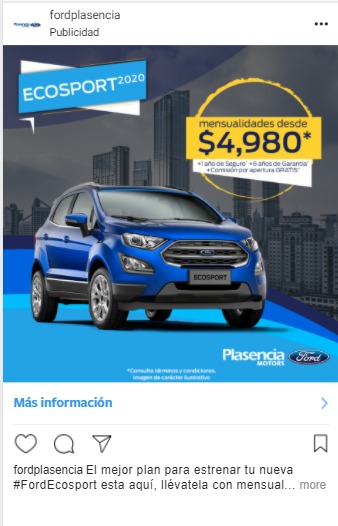 fordplasencia
Publicidad
ECOSPORT 2020
mensualidades desde
$4,980*
+1 año de Seguro* +6 años de Garantía*
+Comisión por apertura GRATIS*
ECOSPORT
Plasencia
MOTORS
Ford
*Consulta términos y condiciones.
Imagen de carácter ilustrativo
Más información
fordplasencia El mejor plan para estrenar tu nueva
#FordEcosport esta aquí, llévatela con mensual... more